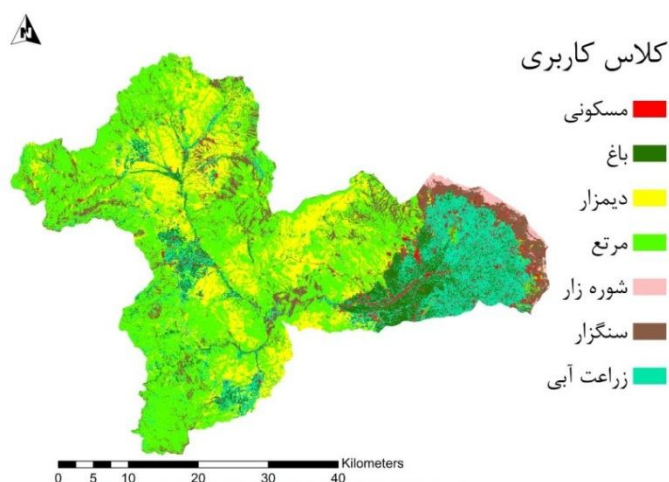 N
کلاس کاربری
مسکونی
باغ
دیمزار
مرتع
شوره زار
سنگزار
زراعت آبی
Kilometers
0 5 10 20 30 40